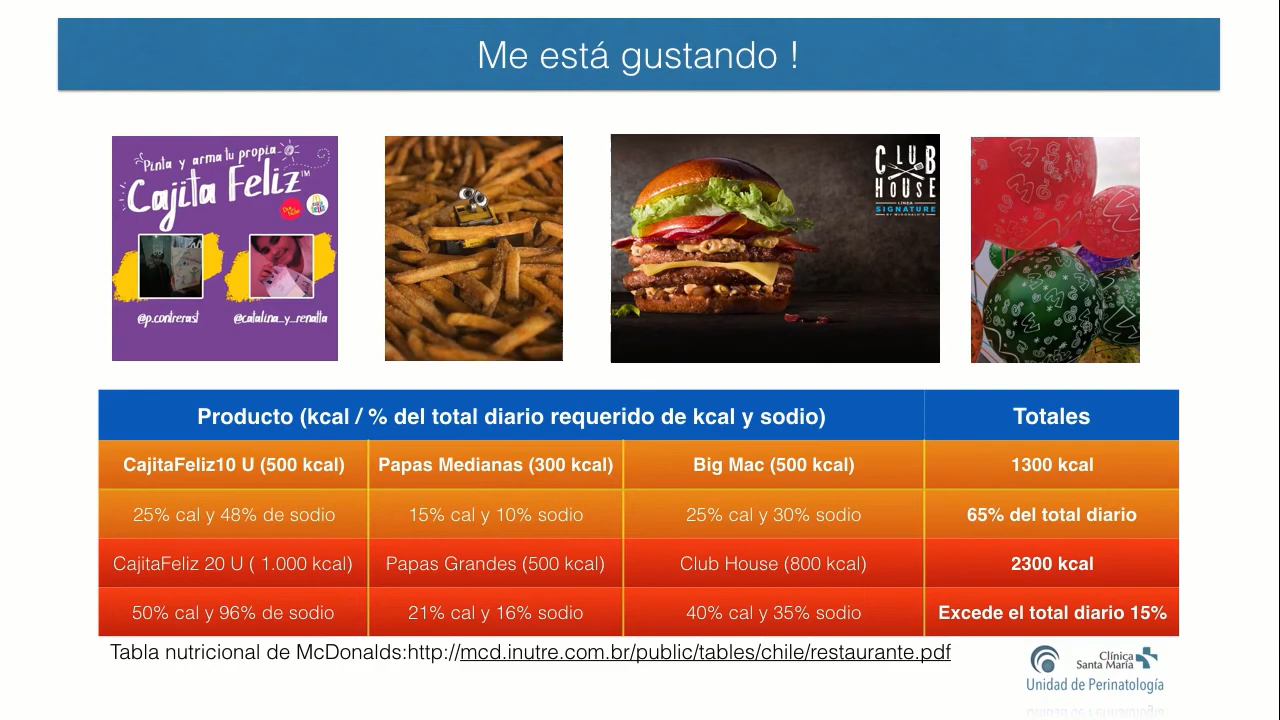 Me está gustando !
Pinta y arma tu propia
Cajita Feliz™
@p.contrerast
@catalina_y_renatta
CLUB
HOUSE
LINEA
SIGNATURE
BY MCDONALD'S
Producto (kcal / % del total diario requerido de kcal y sodio)
Totales
CajitaFeliz10 U (500 kcal)
Papas Medianas (300 kcal)
Big Mac (500 kcal)
1300 kcal
25% cal y 48% de sodio
15% cal y 10% sodio
25% cal y 30% sodio
65% del total diario
CajitaFeliz 20 U ( 1.000 kcal)
Papas Grandes (500 kcal)
Club House (800 kcal)
2300 kcal
50% cal y 96% de sodio
21% cal y 16% sodio
40% cal y 35% sodio
Excede el total diario 15%
Tabla nutricional de McDonalds:http://mcd.inutre.com.br/public/tables/chile/restaurante.pdf
Clínica
Santa María
Unidad de Perinatología